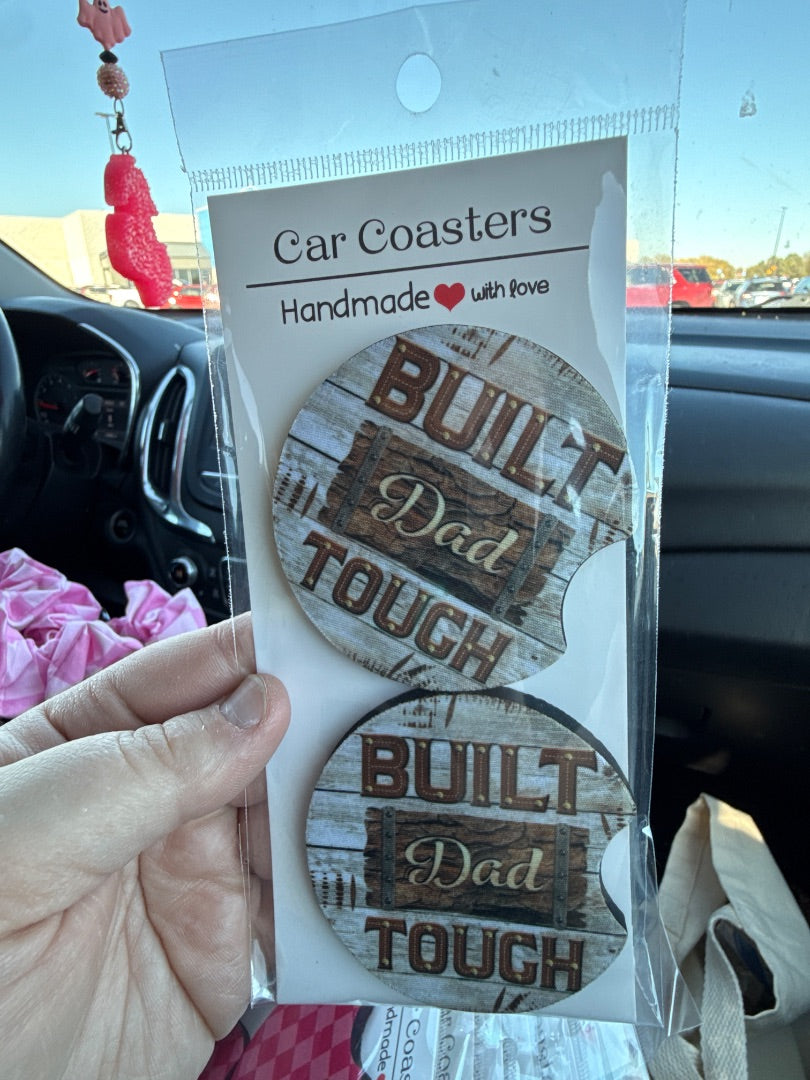 Car Coasters
Handmade❤with love
BUILT
Dad
TOUGH
BUILT
Dad
TOUGH